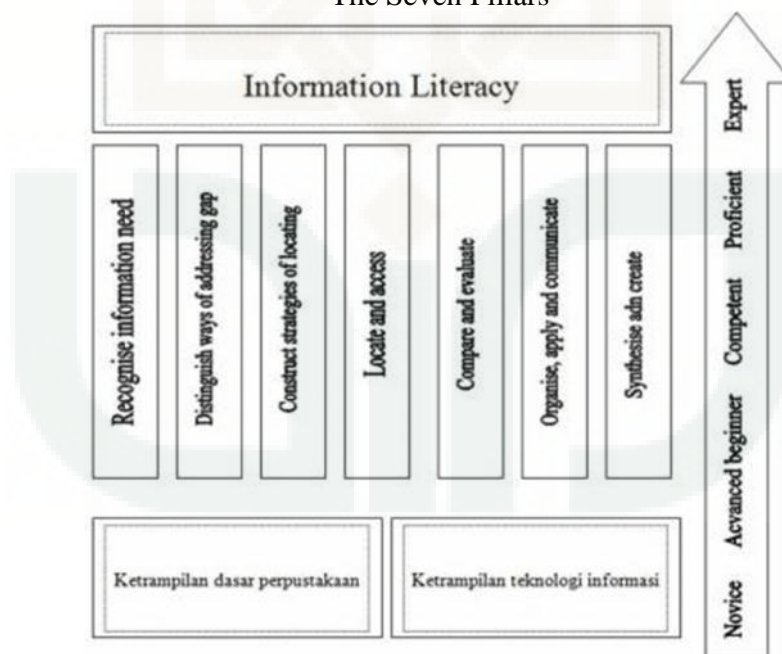 The Seven Pillars
Information Literacy
Recognise information need
Distinguish ways of addressing gap
Construct strategies of locating
Locate and access
Compare and evaluate
Organise, apply and communicate
Synthesise adn create
Ketrampilan dasar perpustakaan
Ketrampilan teknologi informasi
Novice Acvanced beginner Competent Proficient Expert